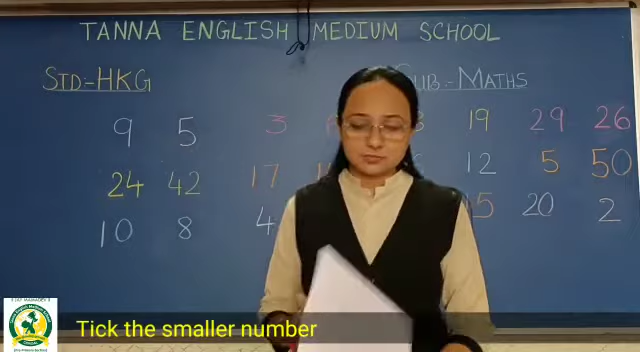 TANNA ENGLISH MEDIUM SCHOOL
STD-HKG SUB.-MATHS
9 5 3 19 29 26
24 42 17 12 5 50
10 8 4 5 20 2
Tick the smaller number